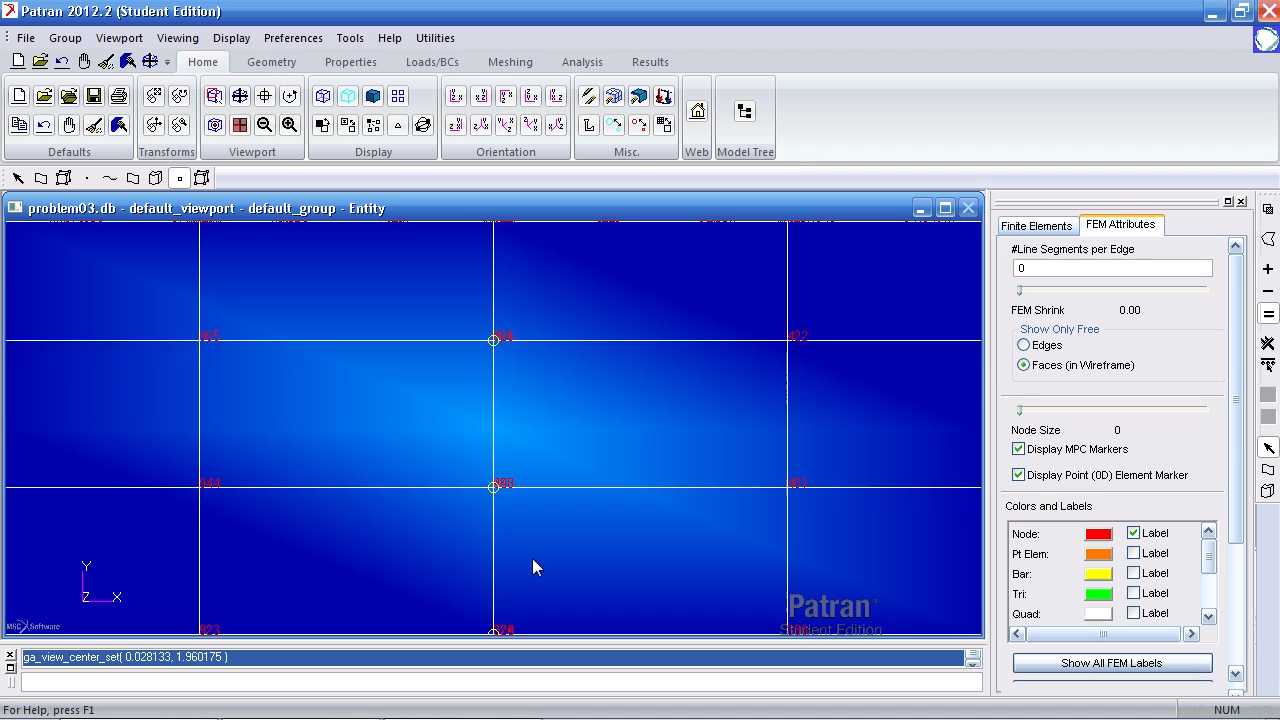 Patran 2012.2 (Student Edition)
File Group Viewport Viewing Display Preferences Tools Help Utilities
Home Geometry Properties Loads/BCs Meshing Analysis Results
Defaults Transforms Viewport Display Orientation Misc. Web Model Tree
problem03.db - default_viewport - default_group - Entity
Finite Elements FEM Attributes
#Line Segments per Edge
0
FEM Shrink 0.00
Show Only Free
Edges
Faces (in Wireframe)
Node Size 0
Display MPC Markers
Display Point (0D) Element Marker
Colors and Labels
Node: Label
Pt Elem: Label
Bar: Label
Tri: Label
Quad: Label
Show All FEM Labels
422
Y
Z X
MSC Software
Patran
Student Edition
ga_view_center_set( 0.028133, 1.960175 )
For Help, press F1
NUM